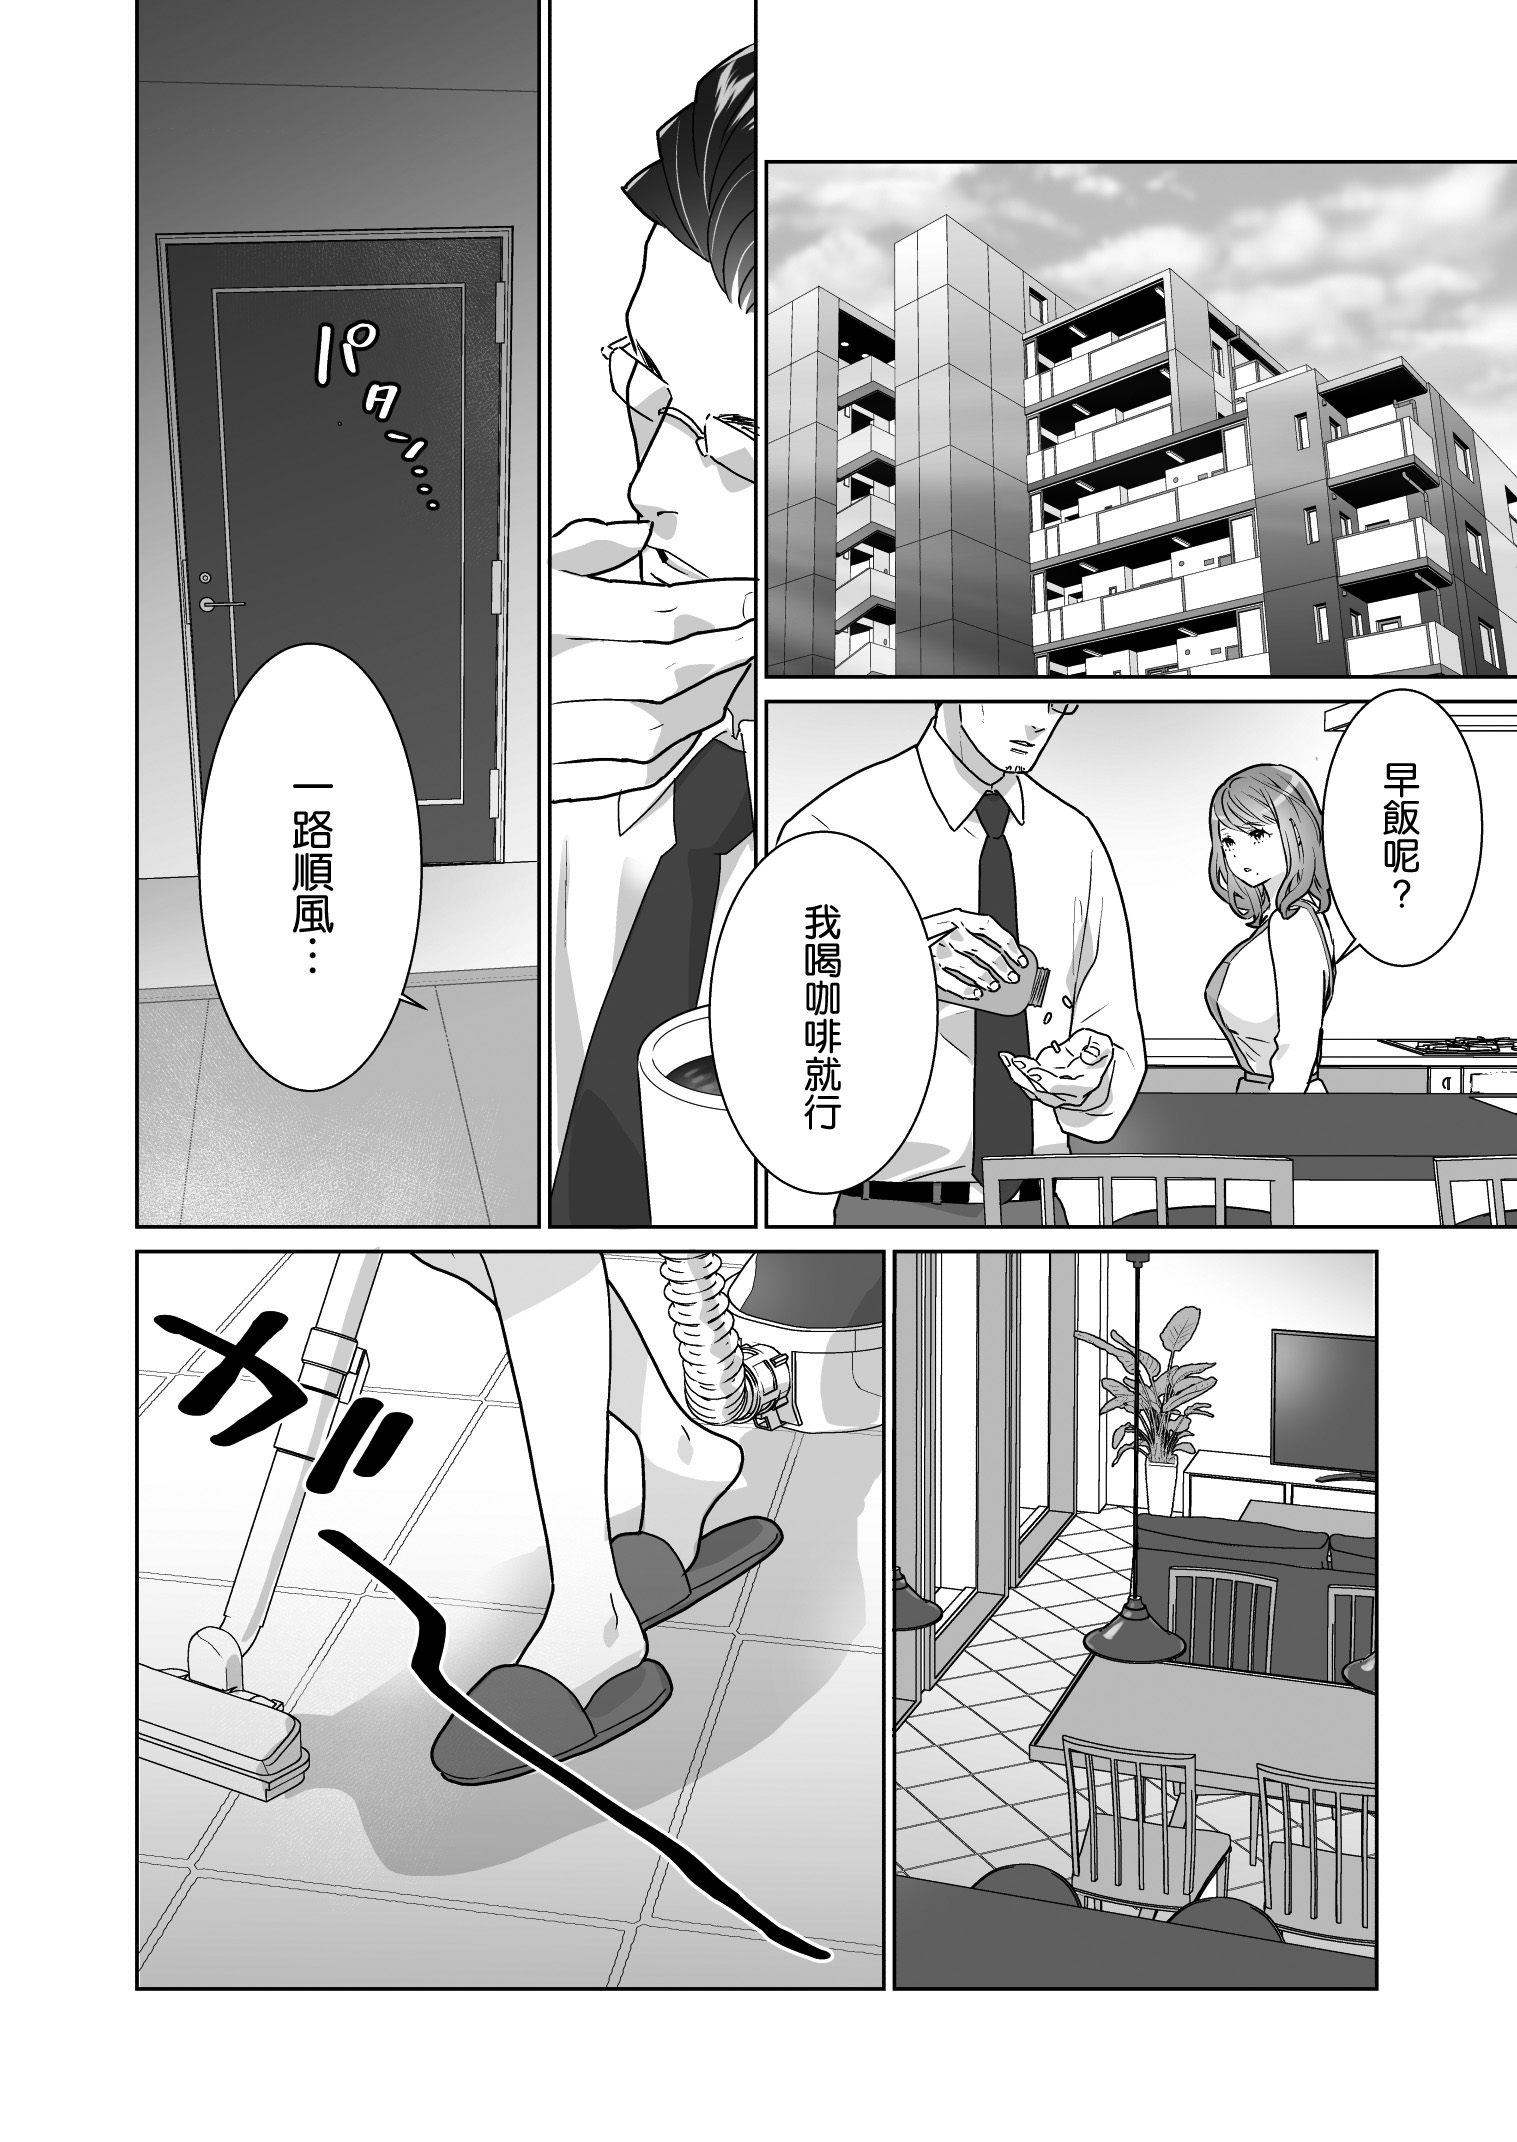 早飯呢？
我喝咖啡就行
パタン…
一路順風…
ガー